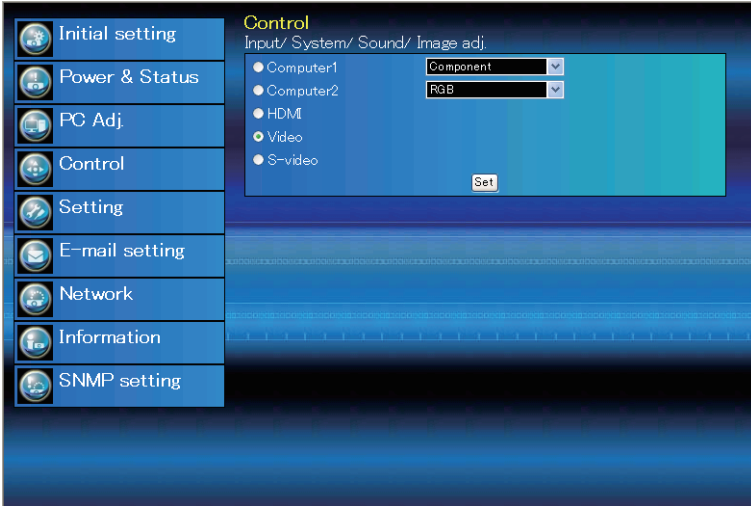 Initial setting
Power & Status
PC Adj.
Control
Setting
E-mail setting
Network
Information
SNMP setting
Control
Input/ System/ Sound/ Image adj.
Computer1 Component
Computer2 RGB
HDMI
Video
S-video
Set